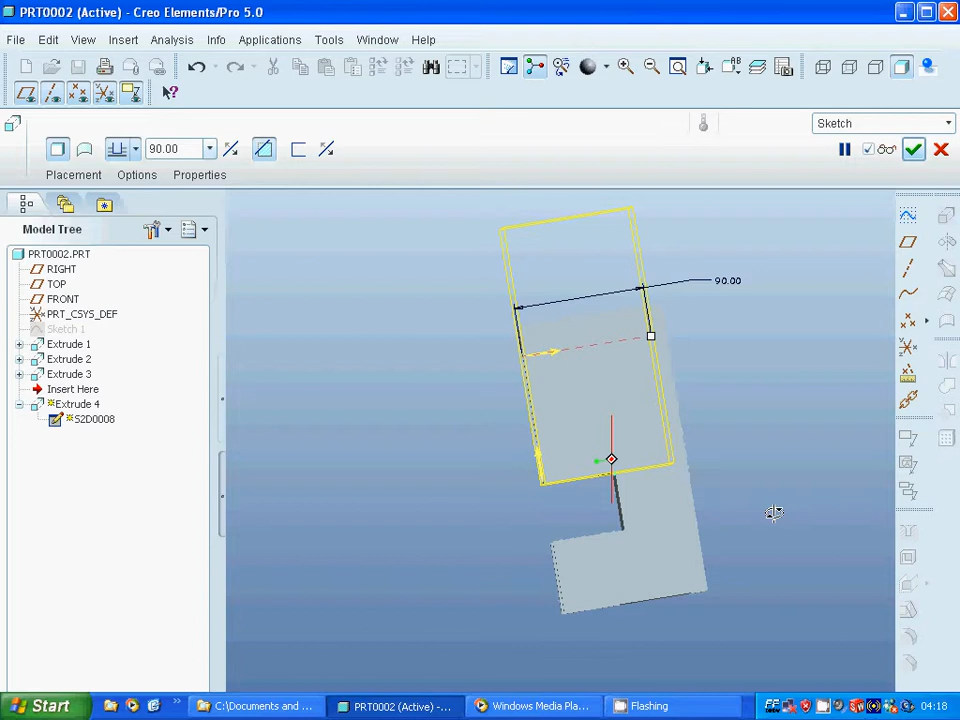 PRT0002 (Active) - Creo Elements/Pro 5.0
File Edit View Insert Analysis Info Applications Tools Window Help
Sketch
90.00
Placement Options Properties
Model Tree
PRT0002.PRT
RIGHT
TOP
FRONT
PRT_CSYS_DEF
Sketch 1
Extrude 1
Extrude 2
Extrude 3
Insert Here
Extrude 4
S2D0008
90.00
Start
C:\Documents and ...
PRT0002 (Active) -...
Windows Media Pla...
Flashing
04:18